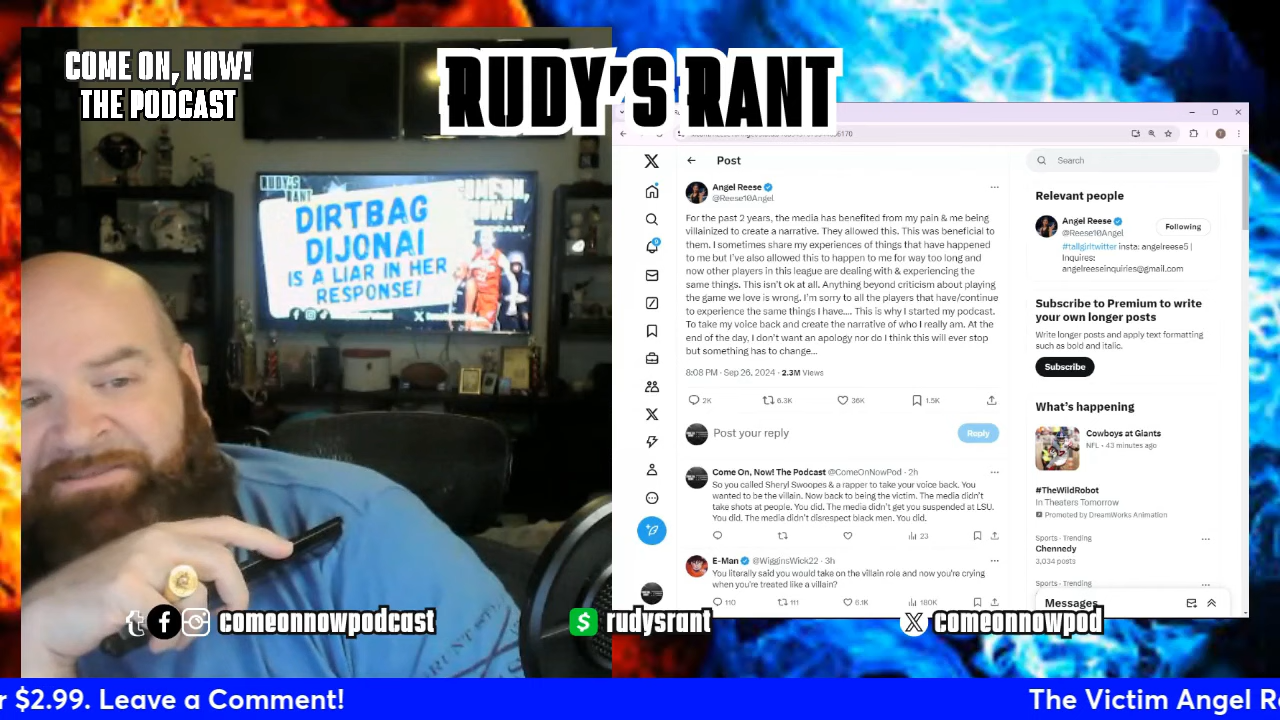 COME ON, NOW!
THE PODCAST
RUDY'S RANT
RUDY'S
RANT
COME ON,
NOW!
DIRTBAG
DIJONAI
IS A LIAR IN HER
RESPONSE!
Post
Search
Angel Reese
@Reese10Angel
For the past 2 years, the media has benefited from my pain & me being
villainized to create a narrative. They allowed this. This was beneficial to
them. I sometimes share my experiences of things that have happened
to me but I've also allowed this to happen to me for way too long and
now other players in this league are dealing with & experiencing the
same things. This isn't ok at all. Anything beyond criticism about playing
the game we love is wrong. I'm sorry to all the players that have/continue
to experience the same things I have.... This is why I started my podcast.
To take my voice back and create the narrative of who I really am. At the
end of the day, I don't want an apology nor do I think this will ever stop
but something has to change...
8:08 PM · Sep 26, 2024 · 2.3M Views
2K 6.3K 36K 1.5K
Post your reply
Reply
Come On, Now! The Podcast @ComeOnNowPod · 2h
So you called Sheryl Swoopes & a rapper to take your voice back. You
wanted to be the villain. Now back to being the victim. The media didn't
take shots at people. You did. The media didn't get you suspended at LSU.
You did. The media didn't disrespect black men. You did.
23
E-Man @WigginsWick22 · 3h
You literally said you would take on the villain role and now you're crying
when you're treated like a villain?
110 111 6.1K 180K
Relevant people
Angel Reese
@Reese10Angel
Following
#tallgirltwitter insta: angelreese5 |
Inquires:
angelreeseinquiries@gmail.com
Subscribe to Premium to write
your own longer posts
Write longer posts and apply text formatting
such as bold and italic.
Subscribe
What's happening
Cowboys at Giants
NFL · 43 minutes ago
#TheWildRobot
In Theaters Tomorrow
Promoted by DreamWorks Animation
Sports · Trending
Chennedy
3,034 posts
Sports · Trending
Messages
comeonnowpodcast
rudysrant
comeonnowpod
r $2.99. Leave a Comment!
The Victim Angel R